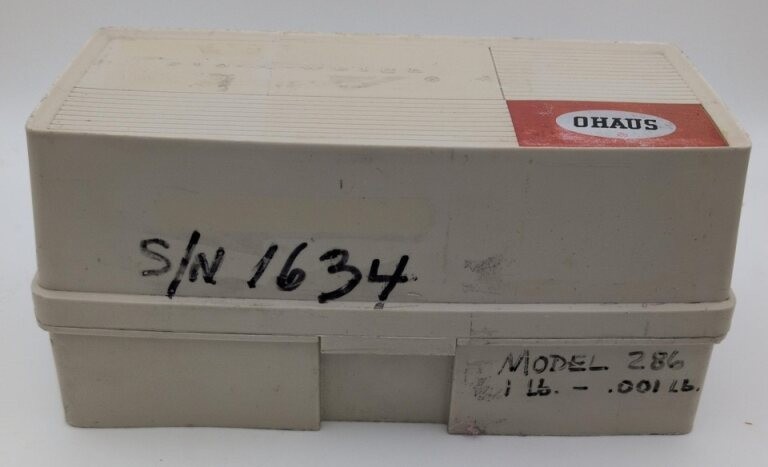 OHAUS
S/N 1634
MODEL 286
1 LB. - .001 LB.